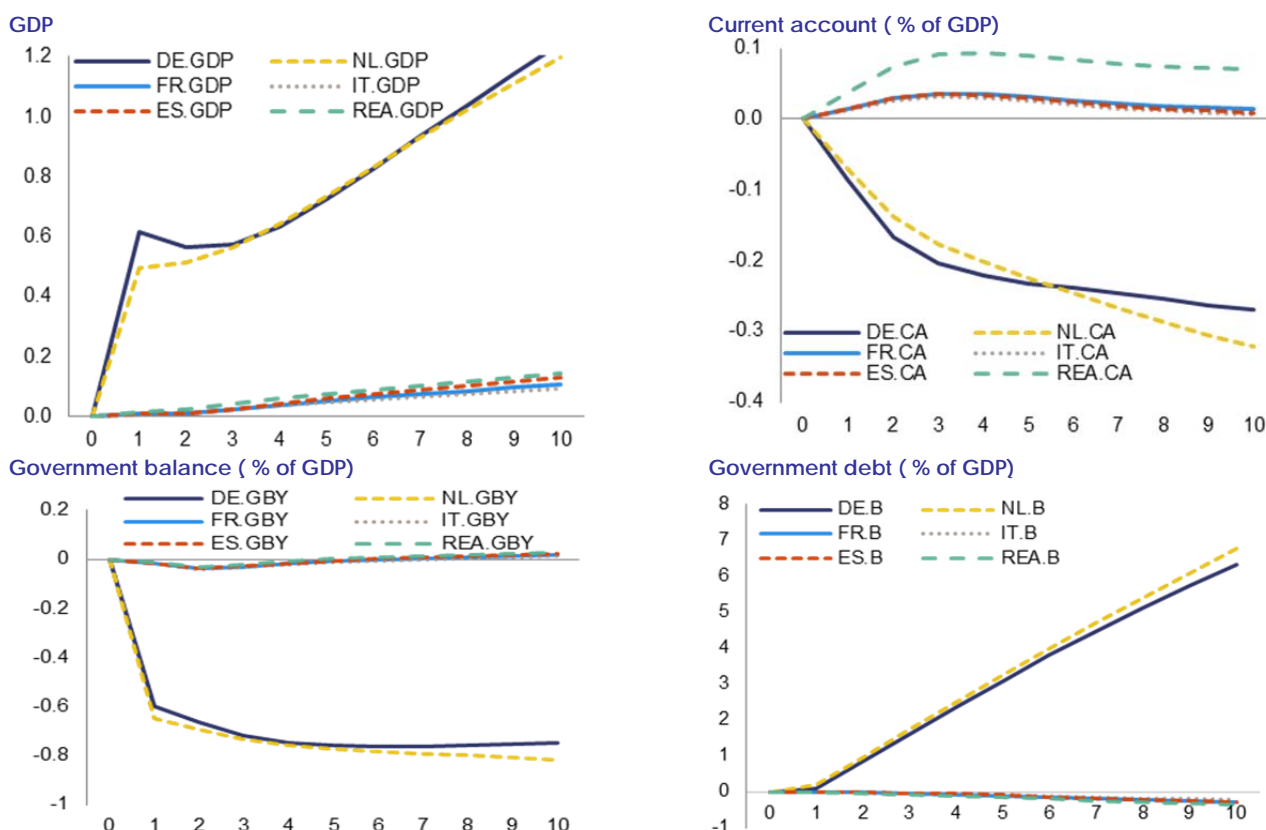 GDP
1.2
1.0
0.8
0.6
0.4
0.2
0.0
DE.GDP NL.GDP
FR.GDP IT.GDP
ES.GDP REA.GDP
0 1 2 3 4 5 6 7 8 9 10
Current account ( % of GDP)
0.1
0.0
-0.1
-0.2
-0.3
-0.4
DE.CA NL.CA
FR.CA IT.CA
ES.CA REA.CA
0 1 2 3 4 5 6 7 8 9 10
Government balance ( % of GDP)
0.2
0
-0.2
-0.4
-0.6
-0.8
-1
DE.GBY NL.GBY
FR.GBY IT.GBY
ES.GBY REA.GBY
0 1 2 3 4 5 6 7 8 9 10
Government debt ( % of GDP)
8
7
6
5
4
3
2
1
0
-1
DE.B NL.B
FR.B IT.B
ES.B REA.B
0 1 2 3 4 5 6 7 8 9 10